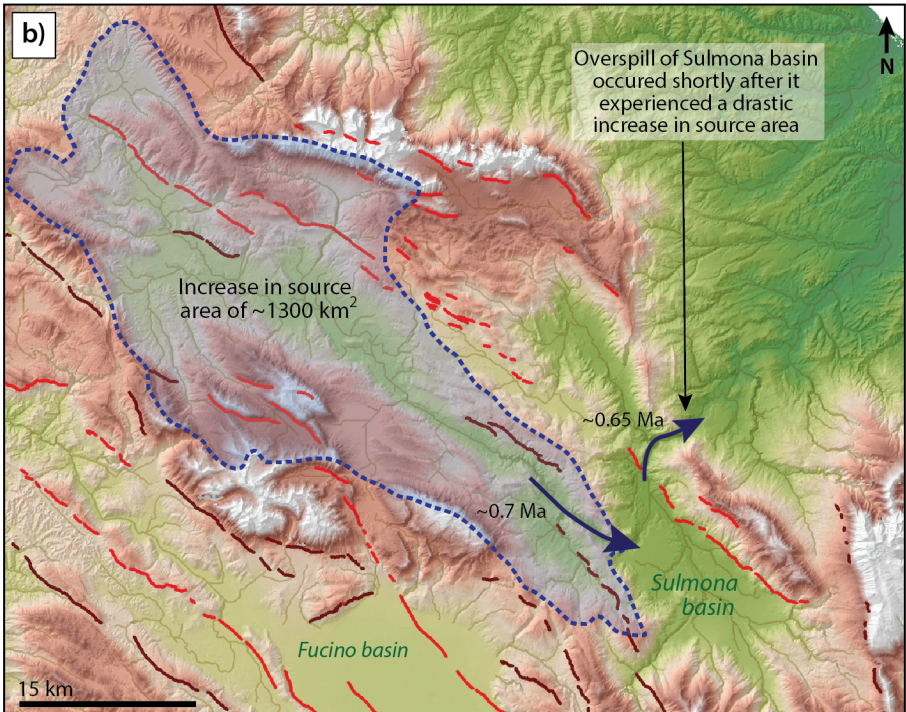 b)
N
Overspill of Sulmona basin
occured shortly after it
experienced a drastic
increase in source area
Increase in source
area of ~1300 km²
~0.65 Ma
~0.7 Ma
Sulmona
basin
Fucino basin
15 km